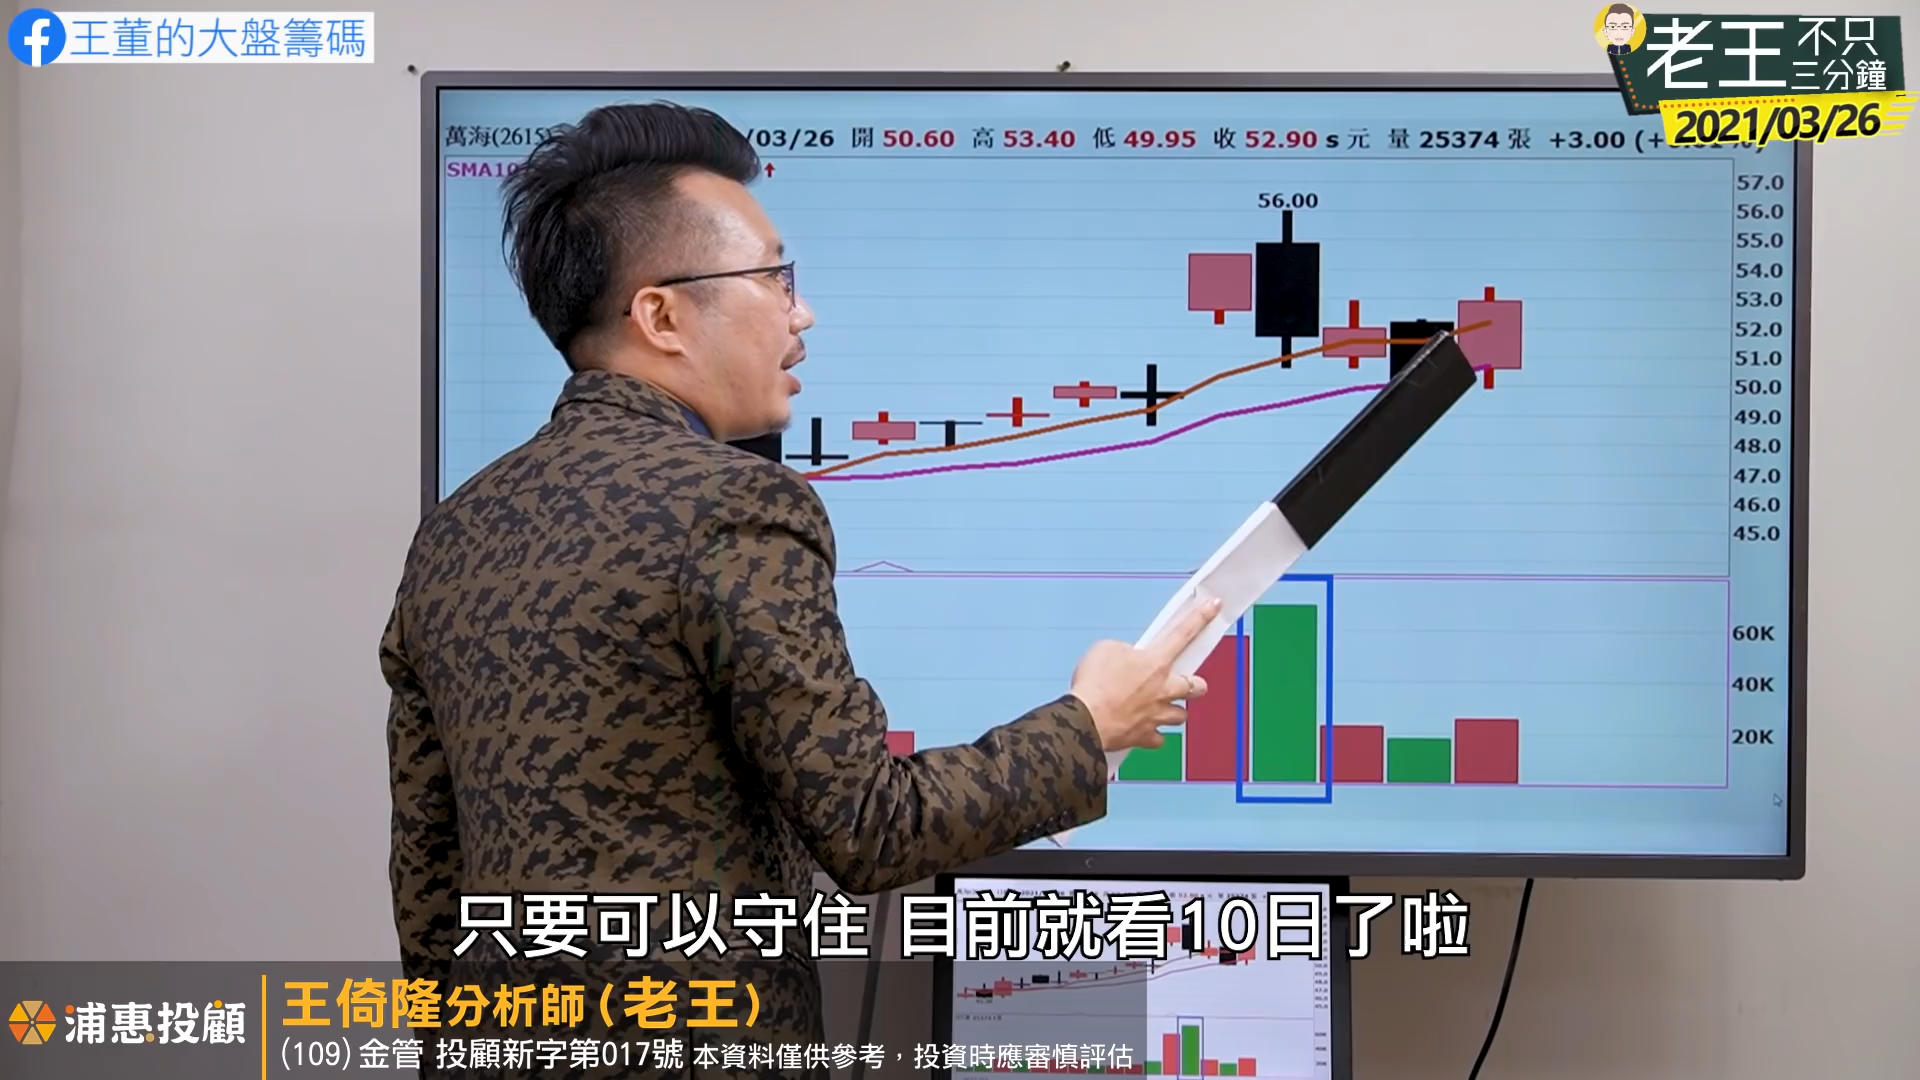 王董的大盤籌碼
老王 不只三分鐘
2021/03/26
萬海(2615) /03/26 開 50.60 高 53.40 低 49.95 收 52.90 s 元 量 25374 張 +3.00 (+
SMA10
56.00
57.0
56.0
55.0
54.0
53.0
52.0
51.0
50.0
49.0
48.0
47.0
46.0
45.0
60K
40K
20K
只要可以守住 目前就看10日了啦
浦惠投顧
王倚隆分析師(老王)
(109)金管 投顧新字第017號 本資料僅供參考，投資時應審慎評估